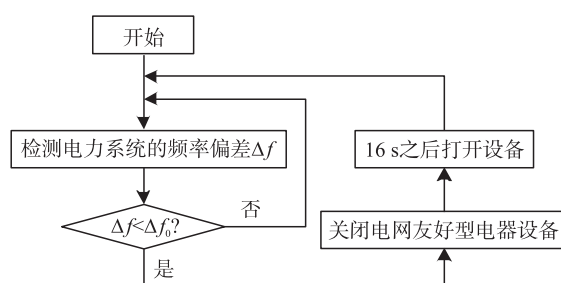 开始
检测电力系统的频率偏差Δf
16 s之后打开设备
Δf<Δf₀?
否
关闭电网友好型电器设备
是